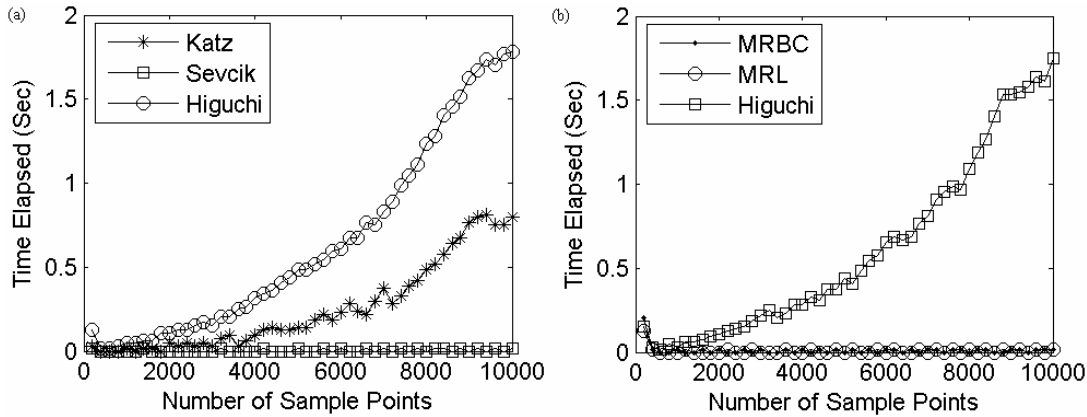 (a)
2
1.5
1
0.5
0
Time Elapsed (Sec)
Katz
Sevcik
Higuchi
0 2000 4000 6000 8000 10000
Number of Sample Points
(b)
2
1.5
1
0.5
0
Time Elapsed (Sec)
MRBC
MRL
Higuchi
0 2000 4000 6000 8000 10000
Number of Sample Points